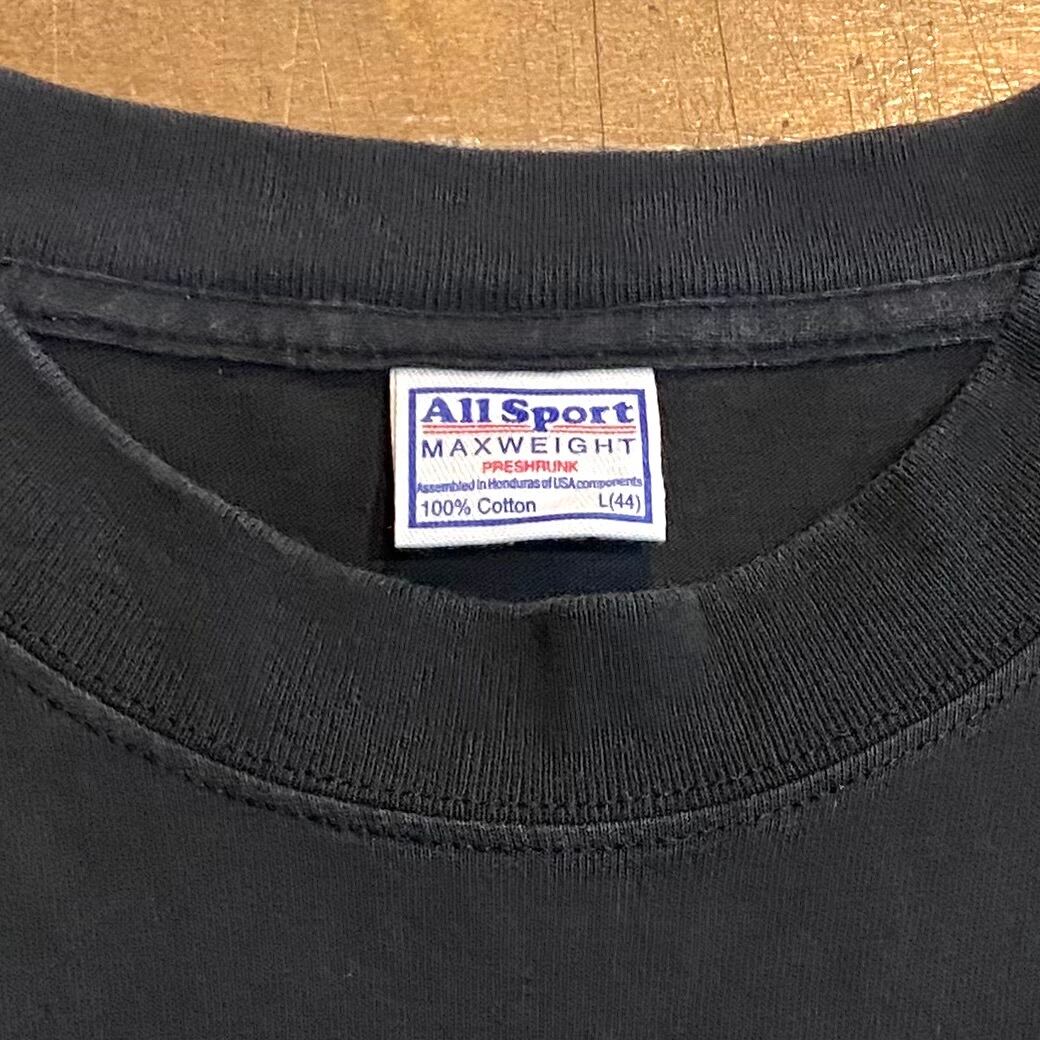 All Sport
MAXWEIGHT
PRESHRUNK
Assembled in Honduras of USA components
100% Cotton L(44)